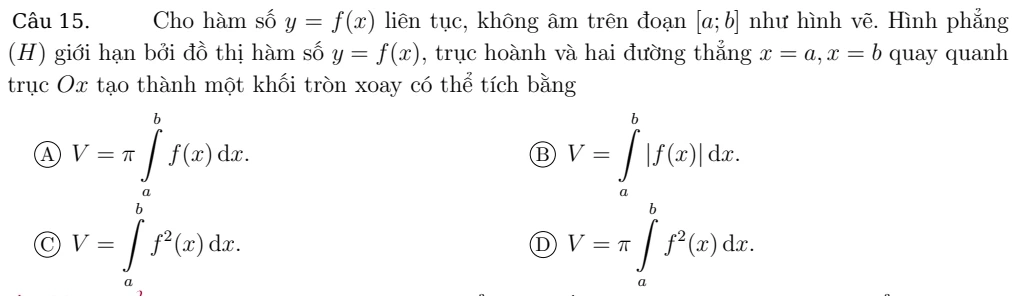 Câu 15. Cho hàm số y = f(x) liên tục, không âm trên đoạn [a; b] như hình vẽ. Hình phẳng
(H) giới hạn bởi đồ thị hàm số y = f(x), trục hoành và hai đường thẳng x = a, x = b quay quanh
trục Ox tạo thành một khối tròn xoay có thể tích bằng
Ⓐ V = π ∫_a^b f(x) dx. Ⓑ V = ∫_a^b |f(x)| dx.
Ⓒ V = ∫_a^b f²(x) dx. Ⓓ V = π ∫_a^b f²(x) dx.